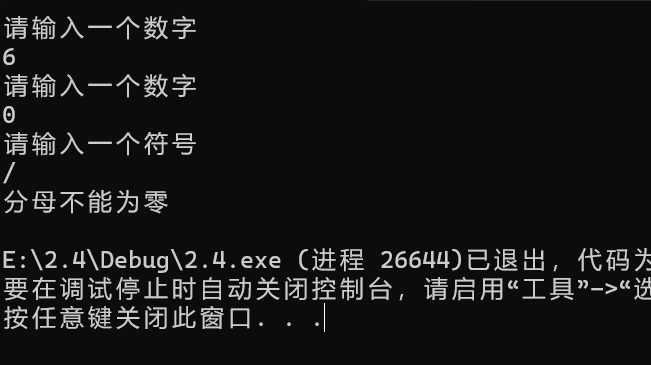 请输入一个数字
6
请输入一个数字
0
请输入一个符号
/
分母不能为零
E:\2.4\Debug\2.4.exe (进程 26644)已退出，代码为
要在调试停止时自动关闭控制台，请启用“工具”->“选
按任意键关闭此窗口. . .